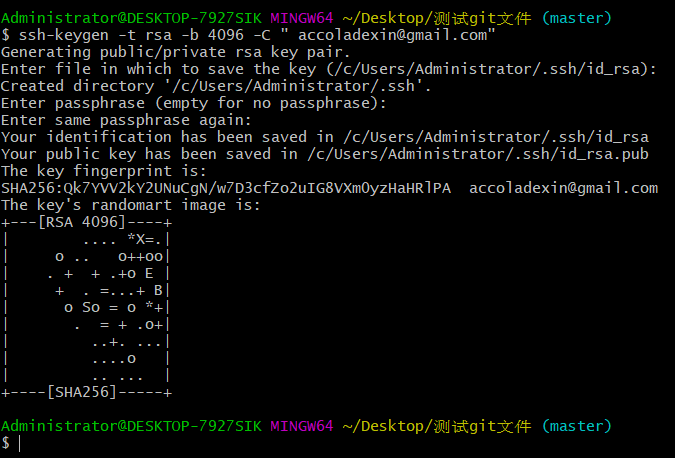 Administrator@DESKTOP-7927SIK MINGW64 ~/Desktop/测试git文件 (master)
$ ssh-keygen -t rsa -b 4096 -C " accoladexin@gmail.com"
Generating public/private rsa key pair.
Enter file in which to save the key (/c/Users/Administrator/.ssh/id_rsa):
Created directory '/c/Users/Administrator/.ssh'.
Enter passphrase (empty for no passphrase):
Enter same passphrase again:
Your identification has been saved in /c/Users/Administrator/.ssh/id_rsa
Your public key has been saved in /c/Users/Administrator/.ssh/id_rsa.pub
The key fingerprint is:
SHA256:Qk7YVV2kY2UNuCgN/w7D3cfZo2uIG8VXmOyzHaHRlPA  accoladexin@gmail.com
The key's randomart image is:
+---[RSA 4096]----+
|        .... *X=.|
|     o ..   o++oo|
|    . +  + .+o E |
|     +  . =...+ B|
|      o So = o *+|
|       .  = + .o+|
|         ..+. ...|
|         ....o   |
|         .. ...  |
+----[SHA256]-----+
Administrator@DESKTOP-7927SIK MINGW64 ~/Desktop/测试git文件 (master)
$